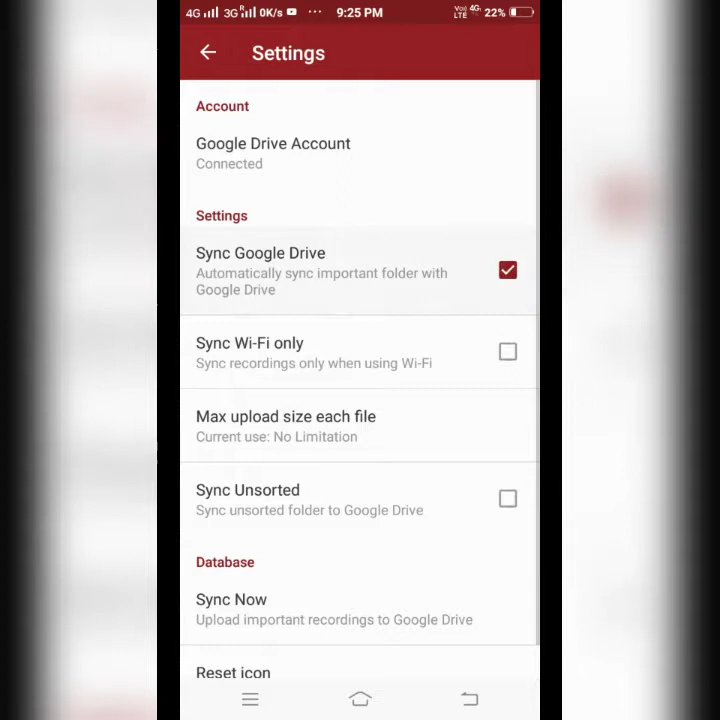 4G 3G R 0K/s ... 9:25 PM VoI LTE 4G 22%
Settings
Account
Google Drive Account
Connected
Settings
Sync Google Drive
Automatically sync important folder with
Google Drive
Sync Wi-Fi only
Sync recordings only when using Wi-Fi
Max upload size each file
Current use: No Limitation
Sync Unsorted
Sync unsorted folder to Google Drive
Database
Sync Now
Upload important recordings to Google Drive
Reset icon